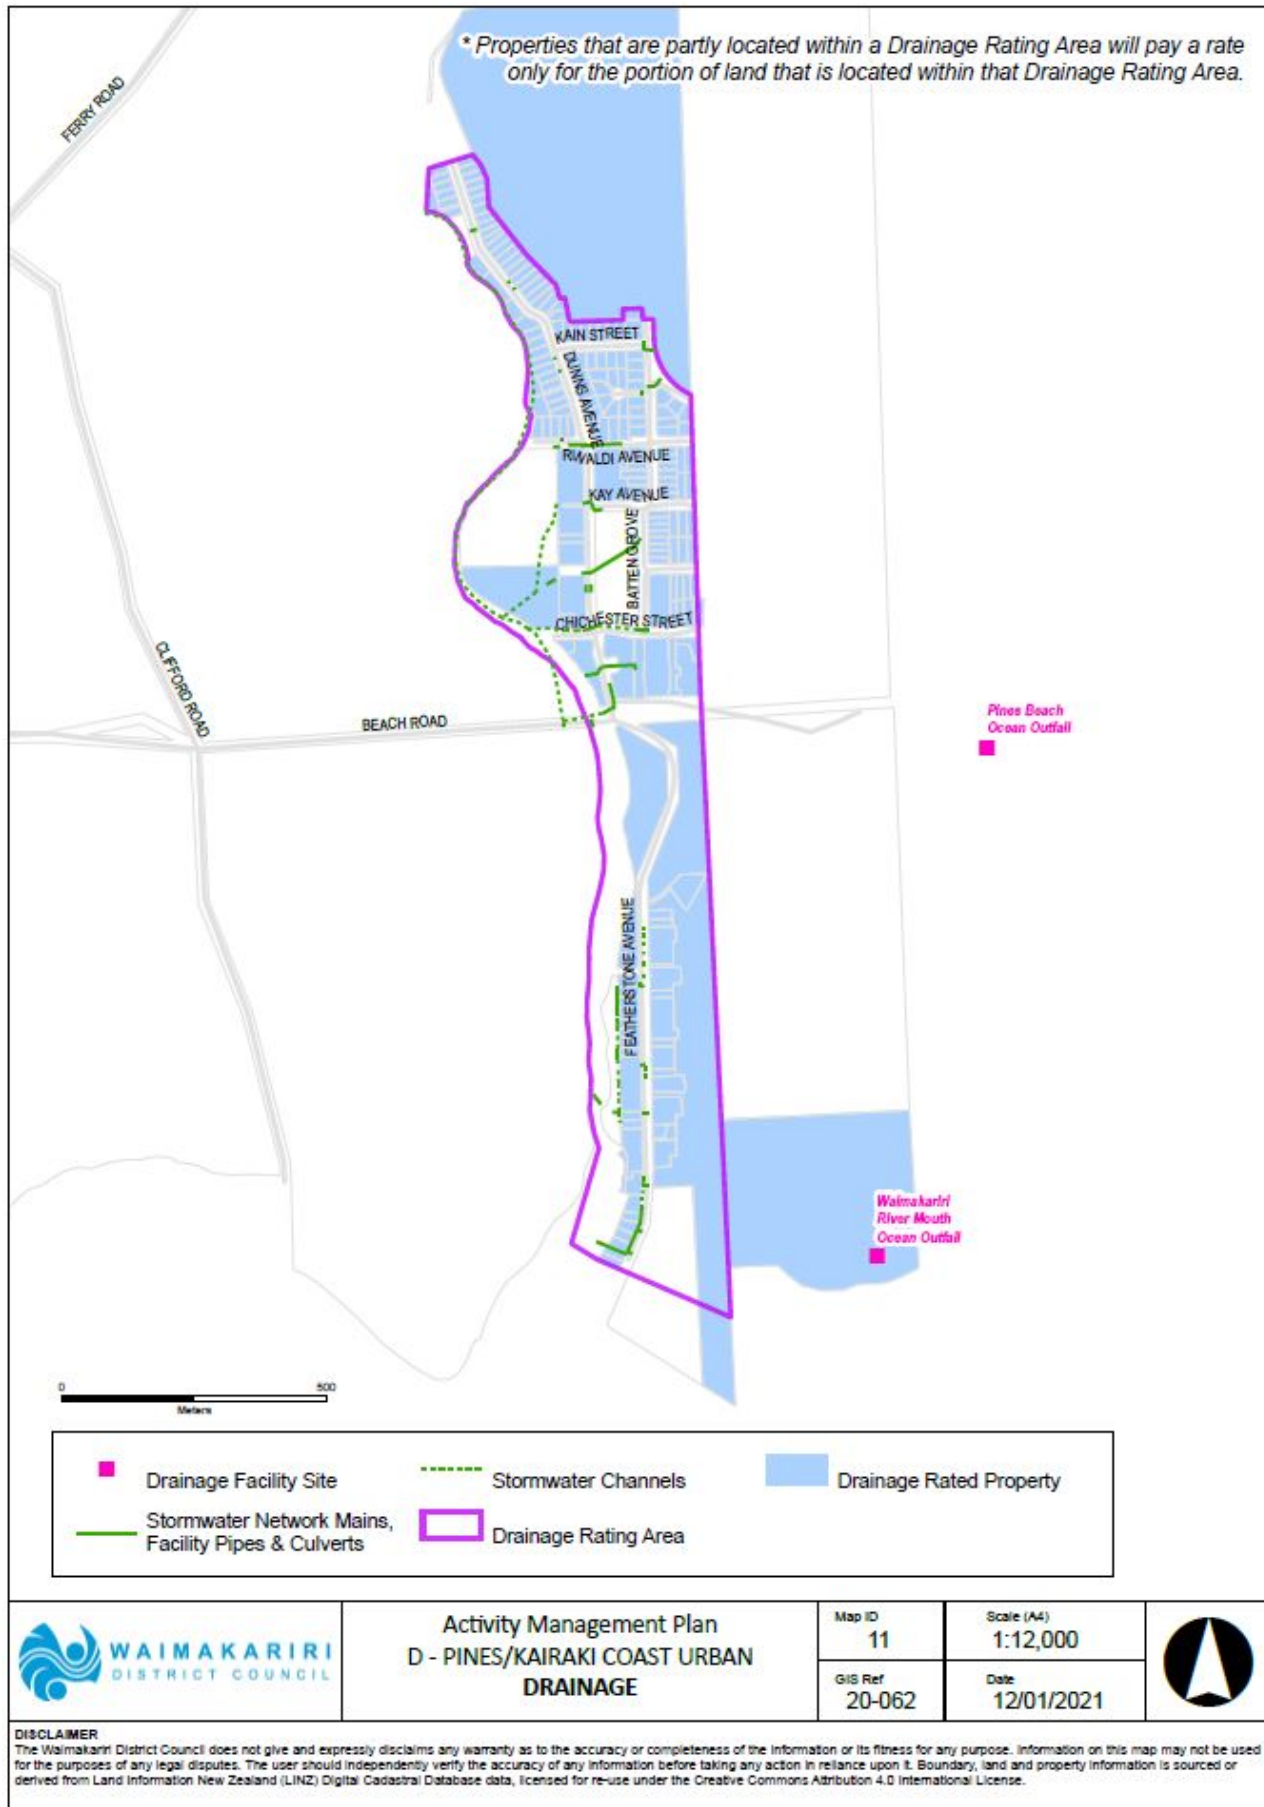 * Properties that are partly located within a Drainage Rating Area will pay a rate
only for the portion of land that is located within that Drainage Rating Area.
FERRY ROAD
KAIN STREET
DUNNS AVENUE
RINALDI AVENUE
KAY AVENUE
BATTEN GROVE
CHICHESTER STREET
CLIFFORD ROAD
BEACH ROAD
Pines Beach
Ocean Outfall
FEATHERSTONE AVENUE
Waimakariri
River Mouth
Ocean Outfall
0 500
Meters
Drainage Facility Site
Stormwater Channels
Drainage Rated Property
Stormwater Network Mains,
Facility Pipes & Culverts
Drainage Rating Area
WAIMAKARIRI
DISTRICT COUNCIL
Activity Management Plan
D - PINES/KAIRAKI COAST URBAN
DRAINAGE
Map ID
11
Scale (A4)
1:12,000
GIS Ref
20-062
Date
12/01/2021
DISCLAIMER
The Waimakariri District Council does not give and expressly disclaims any warranty as to the accuracy or completeness of the information or its fitness for any purpose. Information on this map may not be used
for the purposes of any legal disputes. The user should independently verify the accuracy of any information before taking any action in reliance upon it. Boundary, land and property information is sourced or
derived from Land Information New Zealand (LINZ) Digital Cadastral Database data, licensed for re-use under the Creative Commons Attribution 4.0 International License.